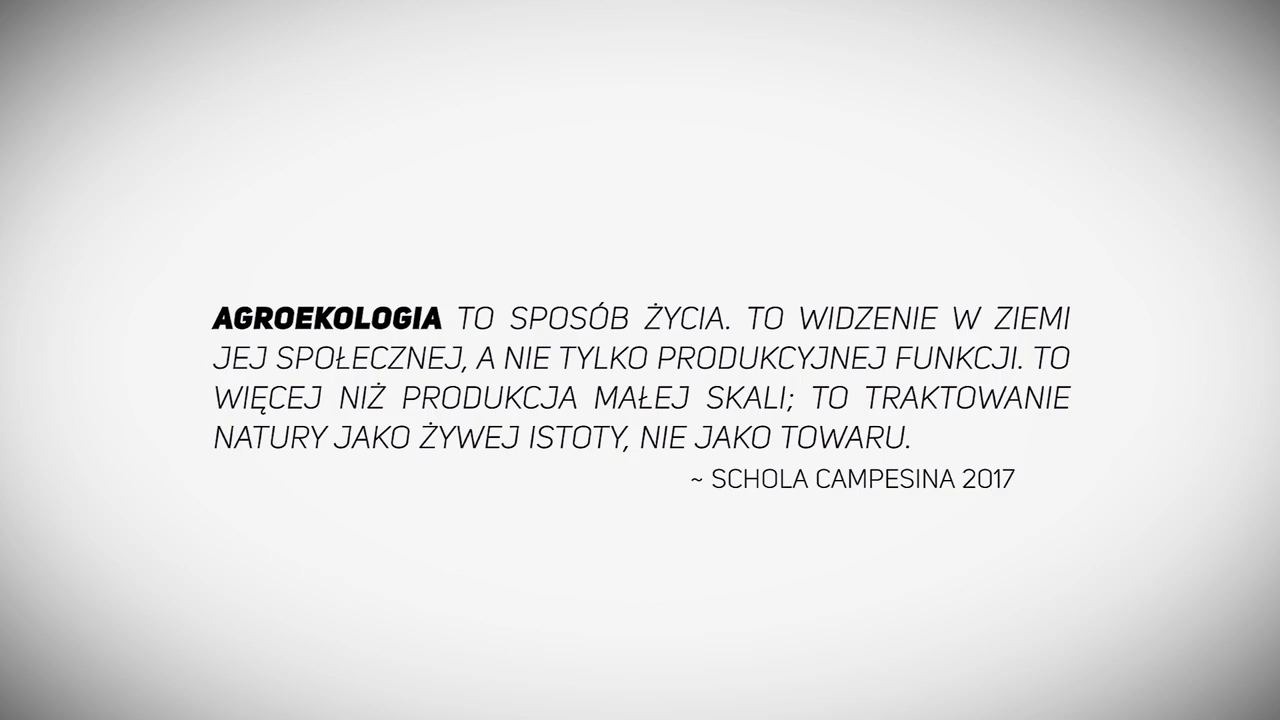 AGROEKOLOGIA TO SPOSÓB ŻYCIA. TO WIDZENIE W ZIEMI
JEJ SPOŁECZNEJ, A NIE TYLKO PRODUKCYJNEJ FUNKCJI. TO
WIĘCEJ NIŻ PRODUKCJA MAŁEJ SKALI; TO TRAKTOWANIE
NATURY JAKO ŻYWEJ ISTOTY, NIE JAKO TOWARU.
~ SCHOLA CAMPESINA 2017